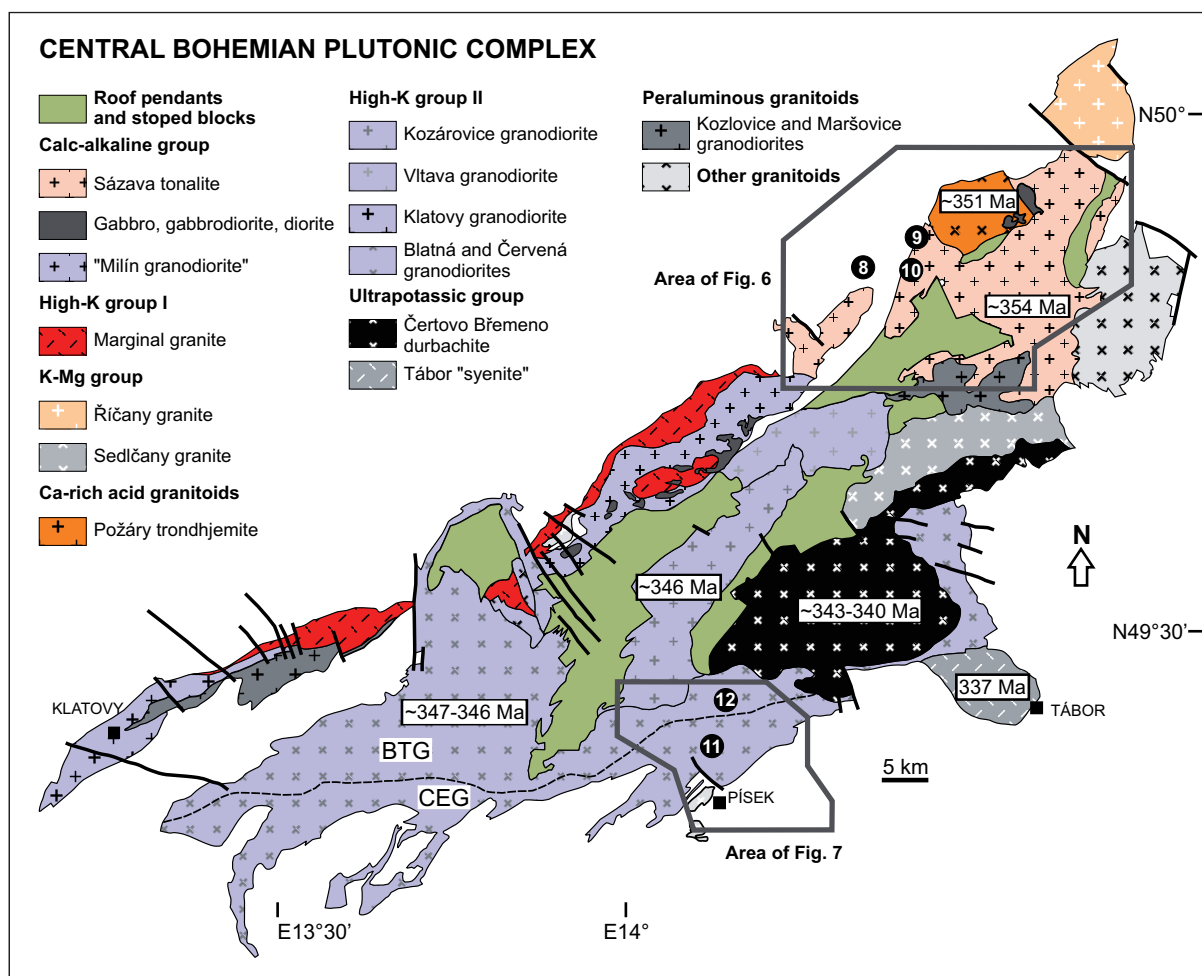 CENTRAL BOHEMIAN PLUTONIC COMPLEX
Roof pendants
and stoped blocks
Calc-alkaline group
Sázava tonalite
Gabbro, gabbrodiorite, diorite
"Milín granodiorite"
High-K group I
Marginal granite
K-Mg group
Říčany granite
Sedlčany granite
Ca-rich acid granitoids
Požáry trondhjemite
High-K group II
Kozárovice granodiorite
Vltava granodiorite
Klatovy granodiorite
Blatná and Červená
granodiorites
Ultrapotassic group
Čertovo Břemeno
durbachite
Tábor "syenite"
Peraluminous granitoids
Kozlovice and Maršovice
granodiorites
Other granitoids
N50°
~351 Ma
9
8
10
Area of Fig. 6
~354 Ma
N
~346 Ma
~343-340 Ma
N49°30'
337 Ma
TÁBOR
KLATOVY
~347-346 Ma
12
BTG
11
5 km
CEG
PÍSEK
Area of Fig. 7
E13°30'
E14°